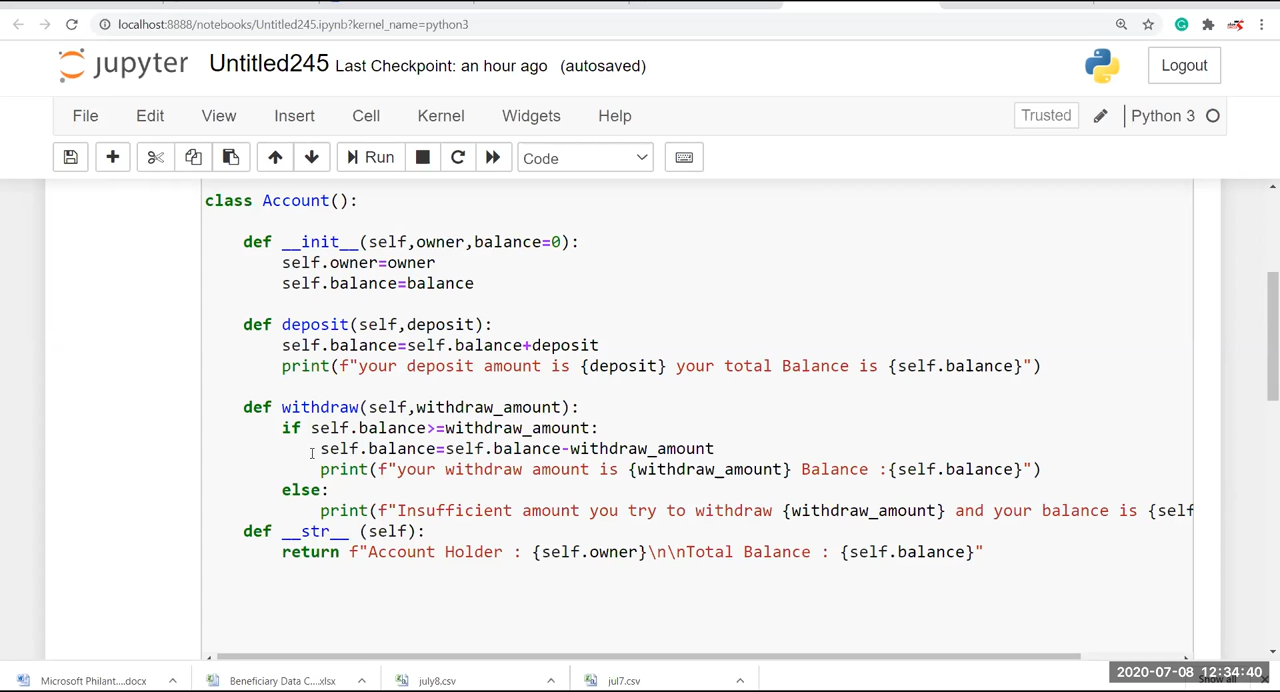 localhost:8888/notebooks/Untitled245.ipynb?kernel_name=python3
jupyter Untitled245 Last Checkpoint: an hour ago (autosaved)
Logout
File Edit View Insert Cell Kernel Widgets Help
Trusted Python 3
Run Code
class Account():
def __init__(self,owner,balance=0):
self.owner=owner
self.balance=balance
def deposit(self,deposit):
self.balance=self.balance+deposit
print(f"your deposit amount is {deposit} your total Balance is {self.balance}")
def withdraw(self,withdraw_amount):
if self.balance>=withdraw_amount:
self.balance=self.balance-withdraw_amount
print(f"your withdraw amount is {withdraw_amount} Balance :{self.balance}")
else:
print(f"Insufficient amount you try to withdraw {withdraw_amount} and your balance is {self
def __str__ (self):
return f"Account Holder : {self.owner}\n\nTotal Balance : {self.balance}"
Microsoft Philant....docx Beneficiary Data C....xlsx july8.csv jul7.csv
2020-07-08 12:34:40
Show all